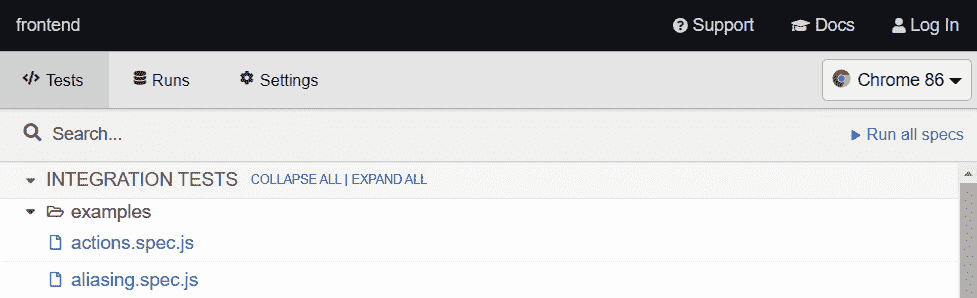 frontend Support Docs Log In
Tests Runs Settings Chrome 86
Search... Run all specs
INTEGRATION TESTS COLLAPSE ALL | EXPAND ALL
examples
actions.spec.js
aliasing.spec.js